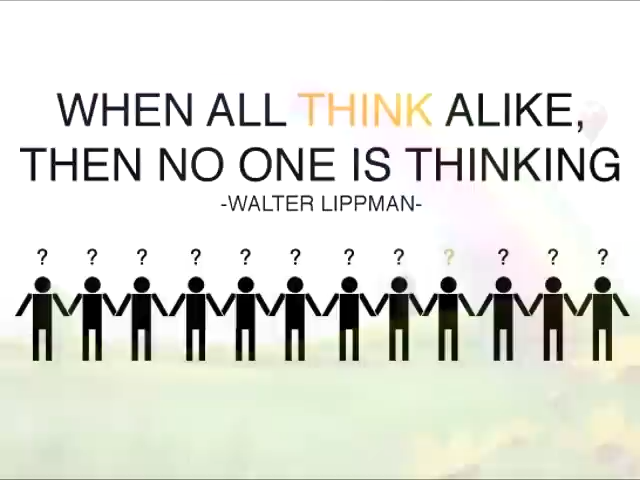 WHEN ALL THINK ALIKE,
THEN NO ONE IS THINKING
-WALTER LIPPMAN-
? ? ? ? ? ? ? ? ? ? ? ?